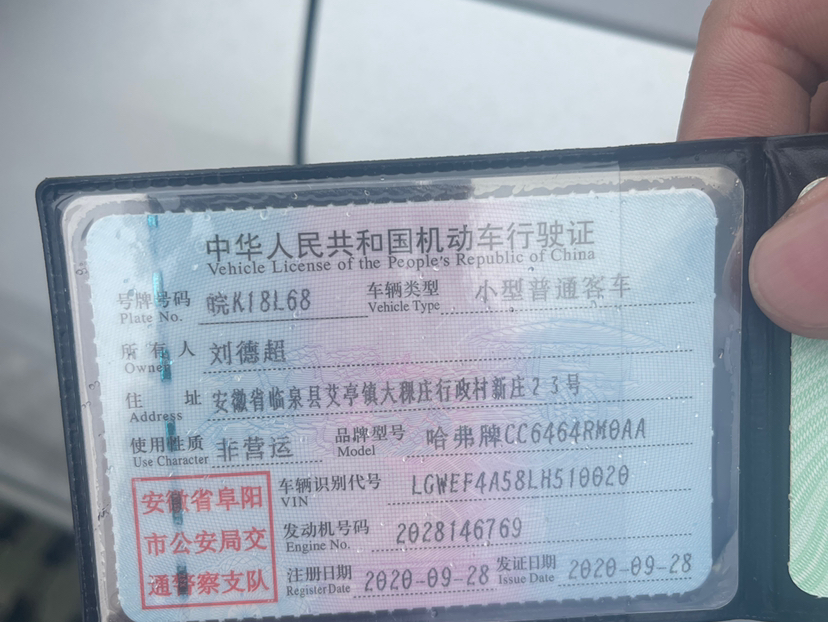 中华人民共和国机动车行驶证
Vehicle License of the People's Republic of China
号牌号码 皖K18L68 车辆类型 小型普通客车
Plate No. Vehicle Type
所有人 刘德超
Owner
住址 安徽省临泉县艾亭镇大稞庄行政村新庄23号
Address
使用性质 非营运 品牌型号 哈弗牌CC6464RM0AA
Use Character Model
车辆识别代号 LGWEF4A58LH510020
VIN
发动机号码 2028146769
Engine No.
注册日期 2020-09-28 发证日期 2020-09-28
Register Date Issue Date
安徽省阜阳
市公安局交
通警察支队